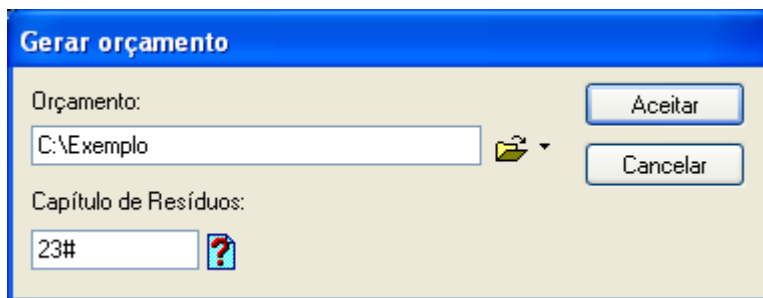 Gerar orçamento
Orçamento:
Aceitar
C:\Exemplo
Cancelar
Capítulo de Resíduos:
23#